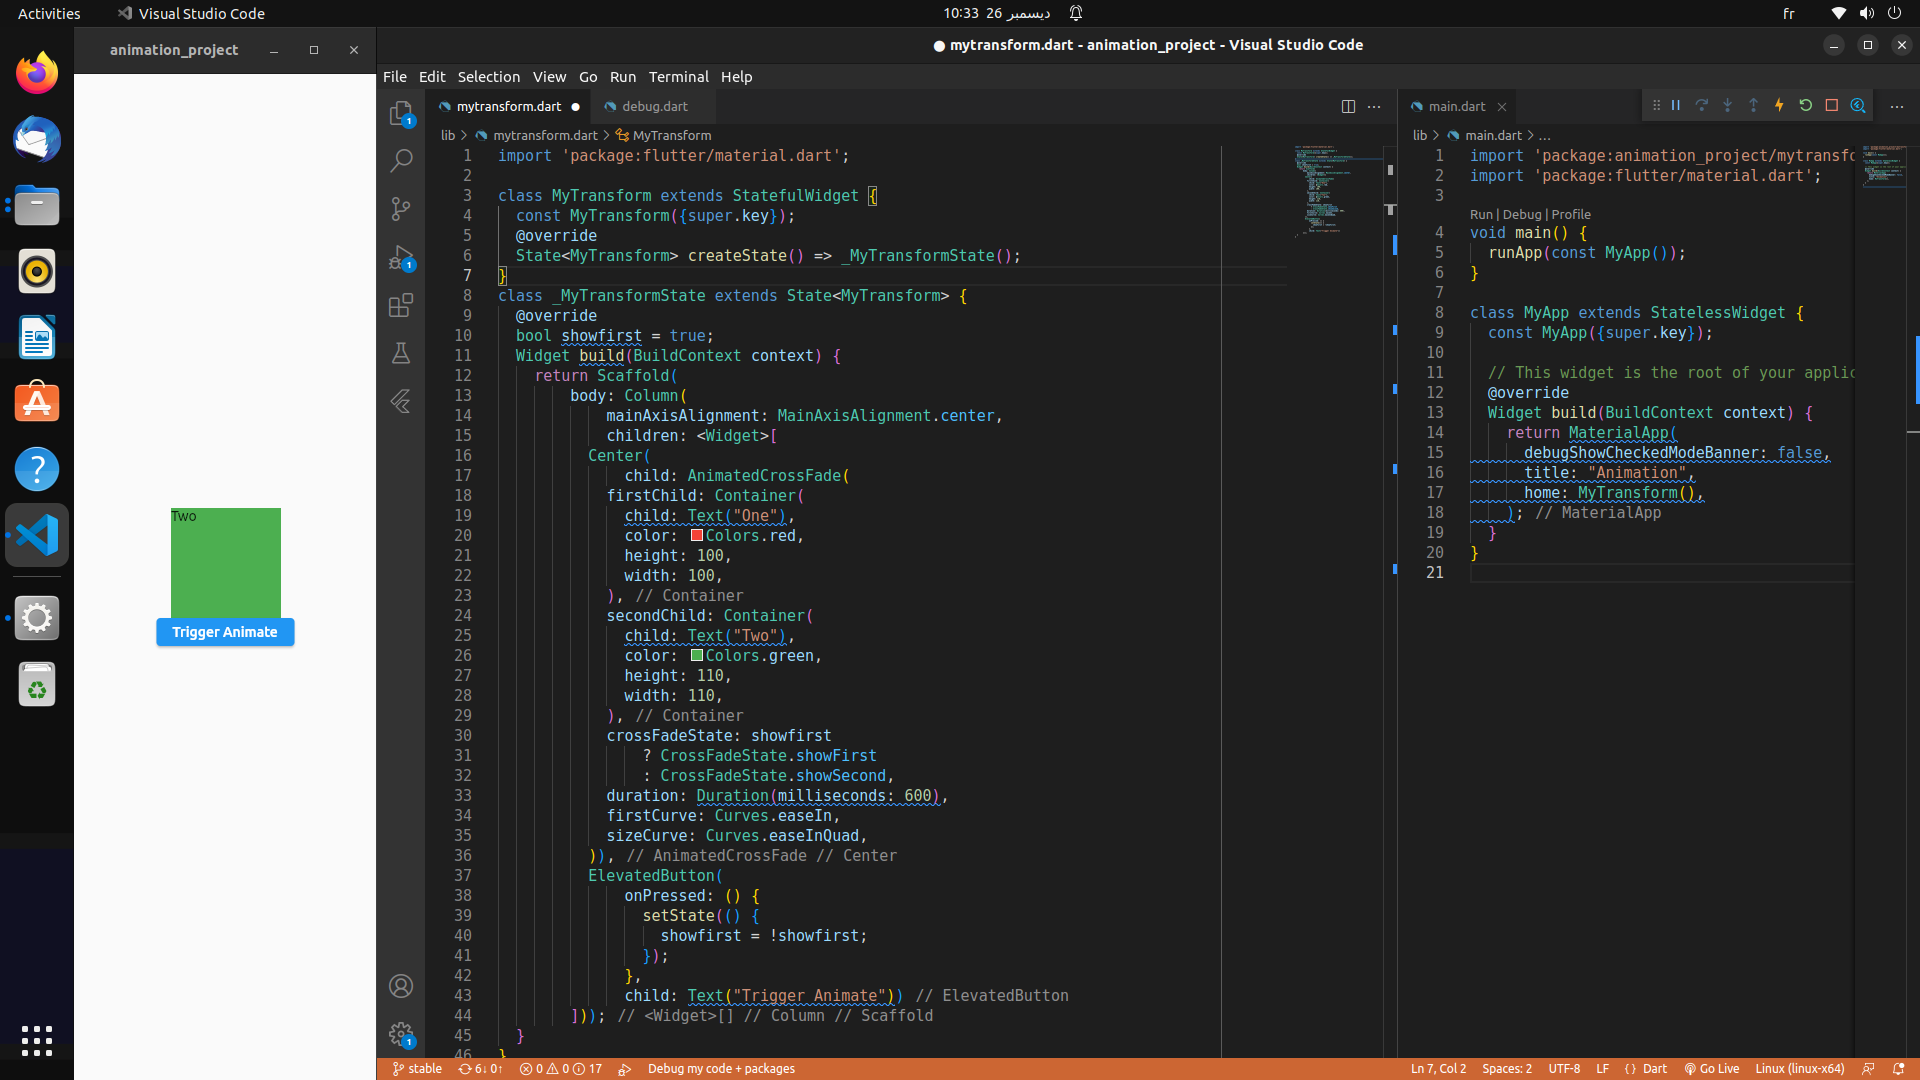 Activities
Visual Studio Code
10:33 26 ديسمبر
fr
animation_project
● mytransform.dart - animation_project - Visual Studio Code
File Edit Selection View Go Run Terminal Help
mytransform.dart ●
debug.dart
main.dart
lib > mytransform.dart > MyTransform
1 import 'package:flutter/material.dart';
2
3 class MyTransform extends StatefulWidget {
4 const MyTransform({super.key});
5 @override
6 State<MyTransform> createState() => _MyTransformState();
7 }
8 class _MyTransformState extends State<MyTransform> {
9 @override
10 bool showfirst = true;
11 Widget build(BuildContext context) {
12 return Scaffold(
13 body: Column(
14 mainAxisAlignment: MainAxisAlignment.center,
15 children: <Widget>[
16 Center(
17 child: AnimatedCrossFade(
18 firstChild: Container(
19 child: Text("One"),
20 color: Colors.red,
21 height: 100,
22 width: 100,
23 ), // Container
24 secondChild: Container(
25 child: Text("Two"),
26 color: Colors.green,
27 height: 110,
28 width: 110,
29 ), // Container
30 crossFadeState: showfirst
31 ? CrossFadeState.showFirst
32 : CrossFadeState.showSecond,
33 duration: Duration(milliseconds: 600),
34 firstCurve: Curves.easeIn,
35 sizeCurve: Curves.easeInQuad,
36 )), // AnimatedCrossFade // Center
37 ElevatedButton(
38 onPressed: () {
39 setState(() {
40 showfirst = !showfirst;
41 });
42 },
43 child: Text("Trigger Animate")) // ElevatedButton
44 ])); // <Widget>[] // Column // Scaffold
45 }
46 }
lib > main.dart > ...
1 import 'package:animation_project/mytransfo
2 import 'package:flutter/material.dart';
3
Run | Debug | Profile
4 void main() {
5 runApp(const MyApp());
6 }
7
8 class MyApp extends StatelessWidget {
9 const MyApp({super.key});
10
11 // This widget is the root of your applic
12 @override
13 Widget build(BuildContext context) {
14 return MaterialApp(
15 debugShowCheckedModeBanner: false,
16 title: "Animation",
17 home: MyTransform(),
18 ); // MaterialApp
19 }
20 }
21
Two
Trigger Animate
1
1
1
stable 6↓ 0↑ 0 0 17 Debug my code + packages
Ln 7, Col 2 Spaces: 2 UTF-8 LF {} Dart Go Live Linux (linux-x64)